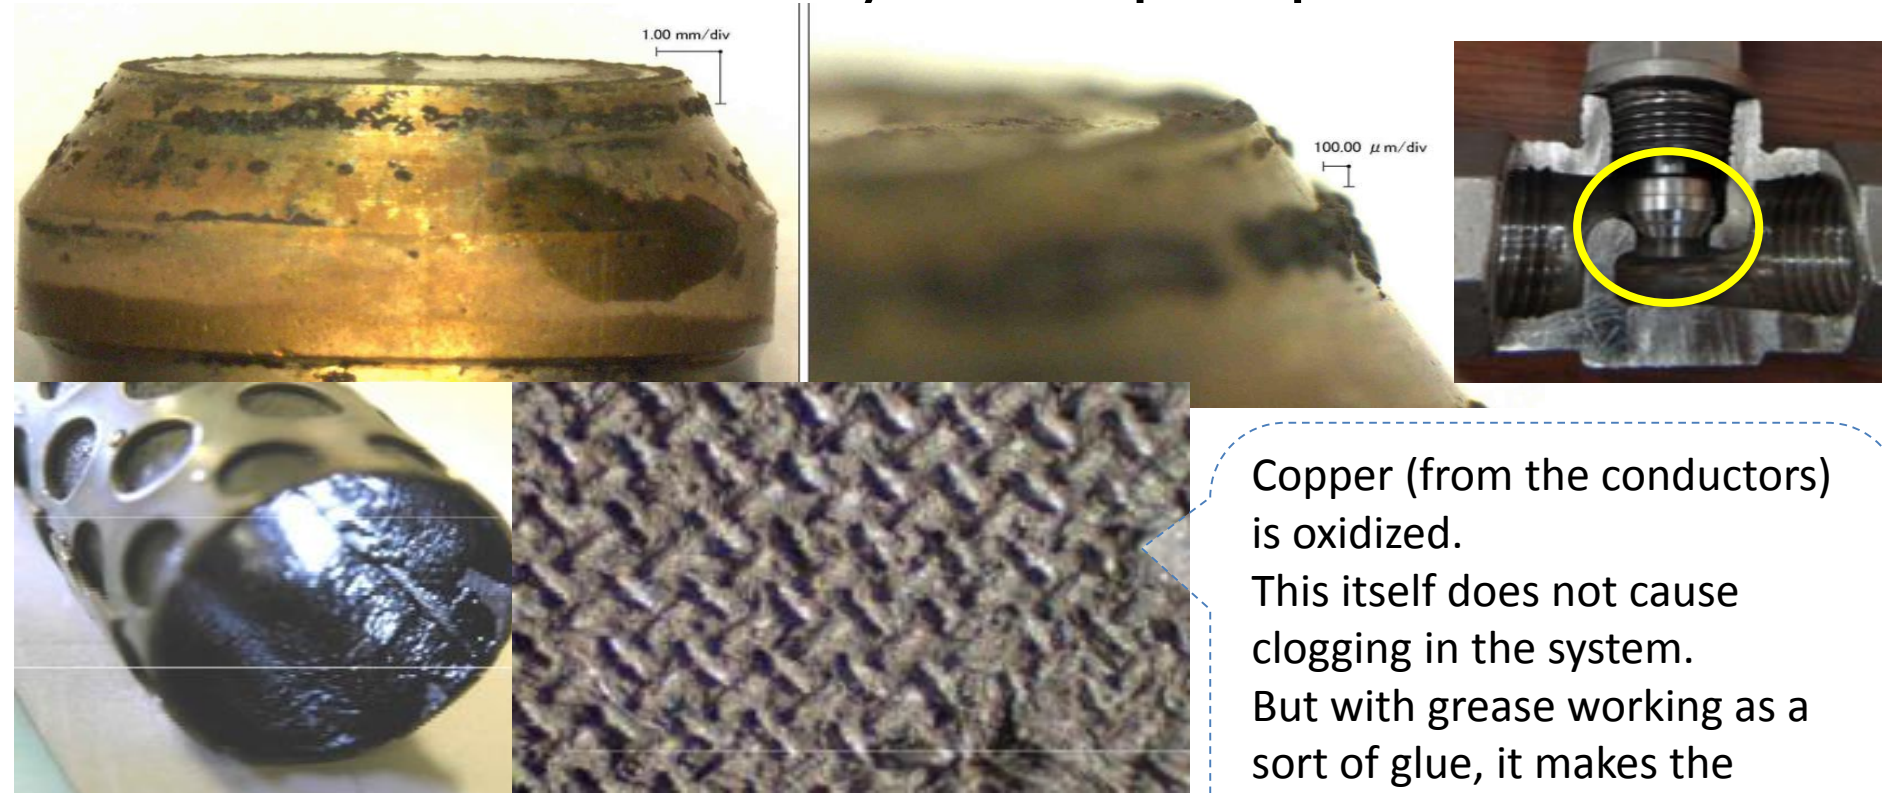 1.00 mm/div
100.00 μm/div
Copper (from the conductors)
is oxidized.
This itself does not cause
clogging in the system.
But with grease working as a
sort of glue, it makes the